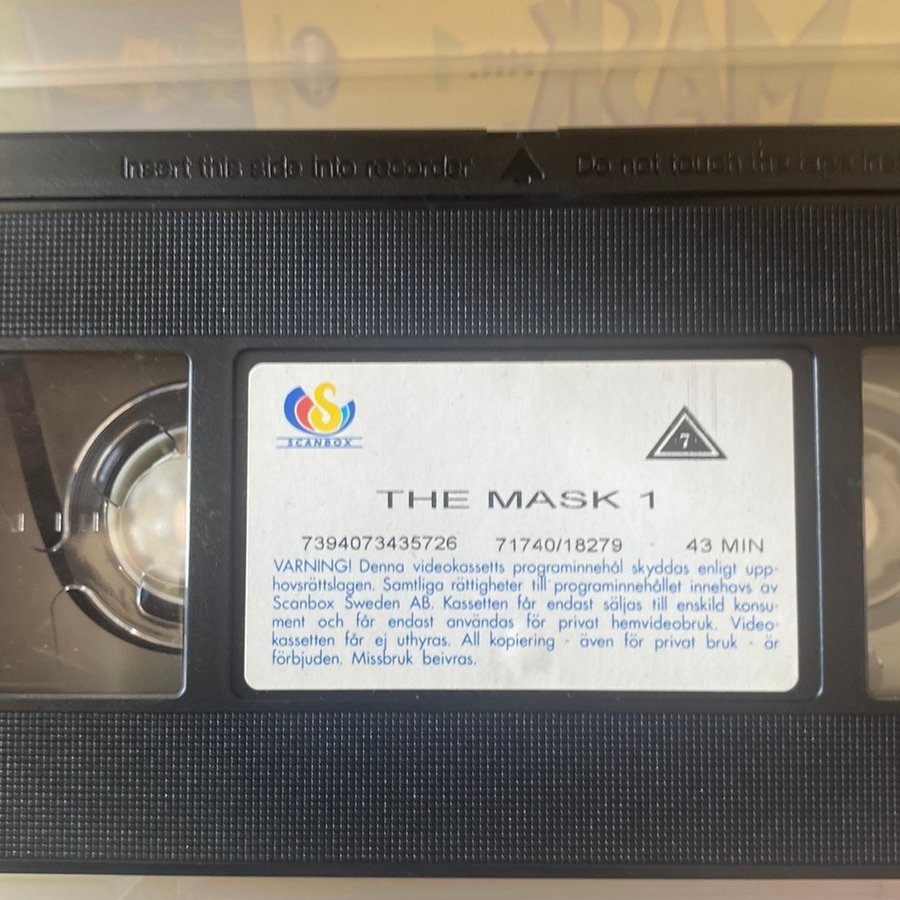 MASK
Insert this side into recorder
Do not touch the tape
SCANBOX
7
THE MASK 1
7394073435726 71740/18279 43 MIN
VARNING! Denna videokassetts programinnehål skyddas enligt upp-
hovsrättslagen. Samtliga rättigheter till programinnehållet innehavs av
Scanbox Sweden AB. Kassetten får endast säljas till enskild konsu-
ment och får endast användas för privat hemvideobruk. Video-
kassetten får ej uthyras. All kopiering - även för privat bruk - är
förbjuden. Missbruk beivras.